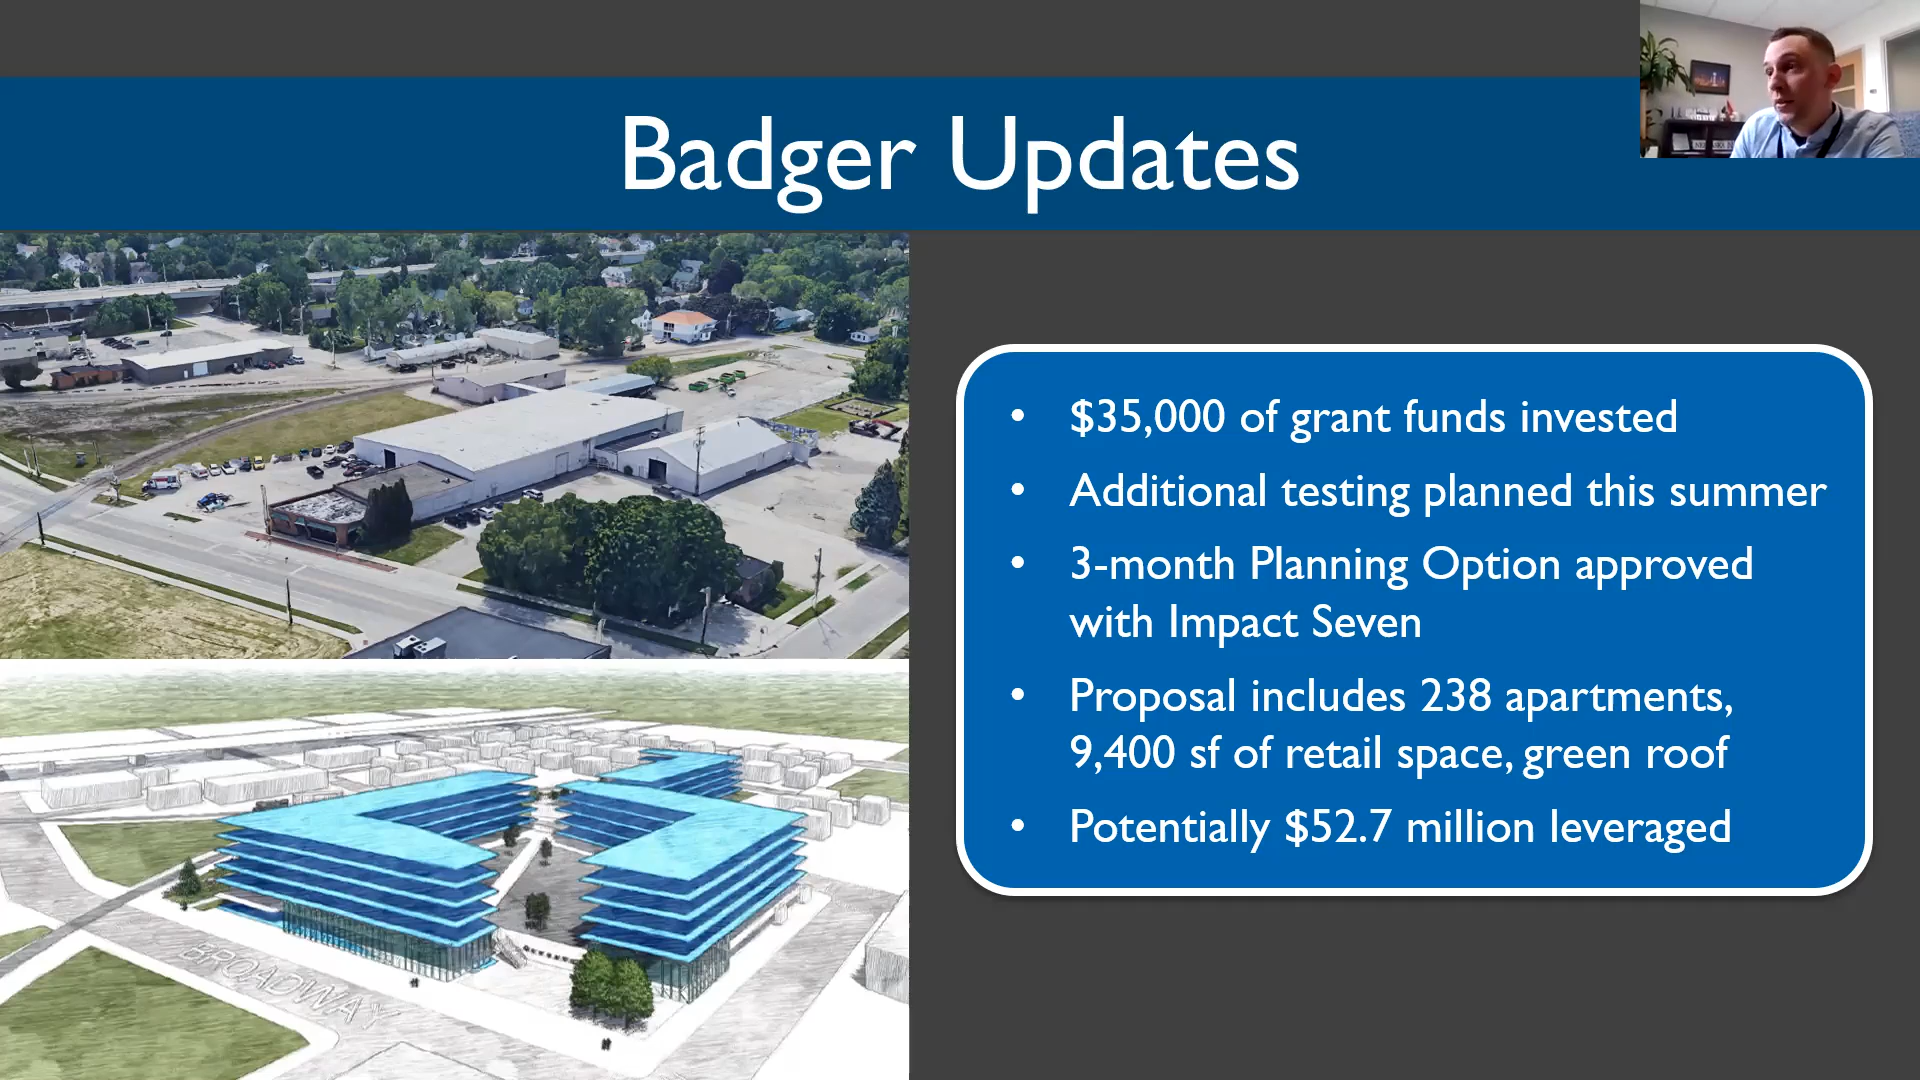 Badger Updates
• $35,000 of grant funds invested
• Additional testing planned this summer
• 3-month Planning Option approved
with Impact Seven
• Proposal includes 238 apartments,
9,400 sf of retail space, green roof
• Potentially $52.7 million leveraged
BROADWAY